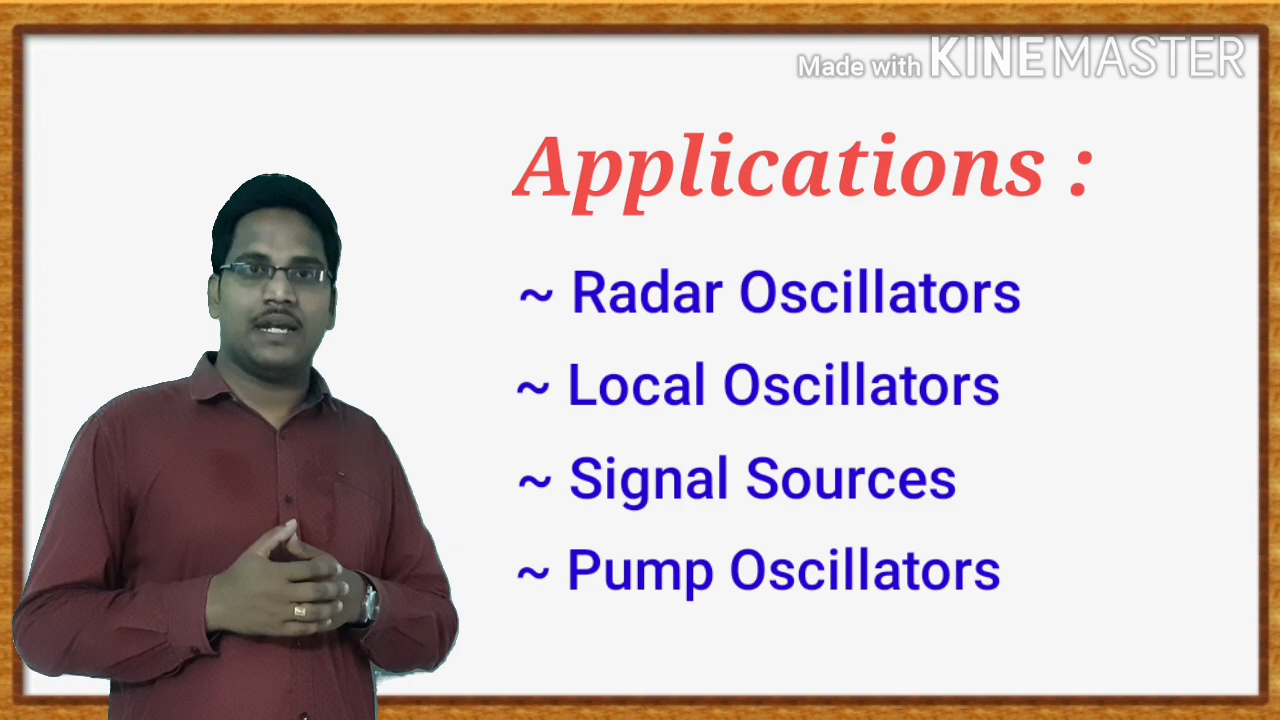 Made with KINEMASTER
Applications :
~ Radar Oscillators
~ Local Oscillators
~ Signal Sources
~ Pump Oscillators